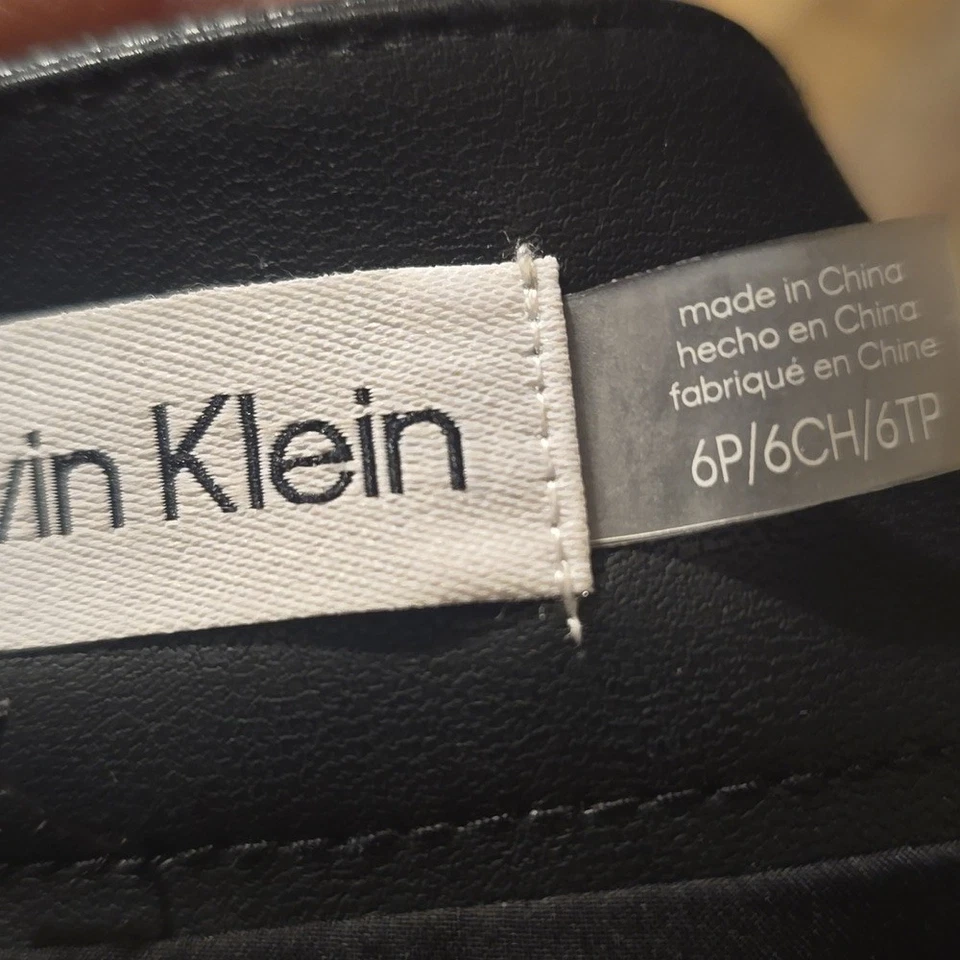 vin Klein
made in China
hecho en China
fabriqué en Chine
6P/6CH/6TP